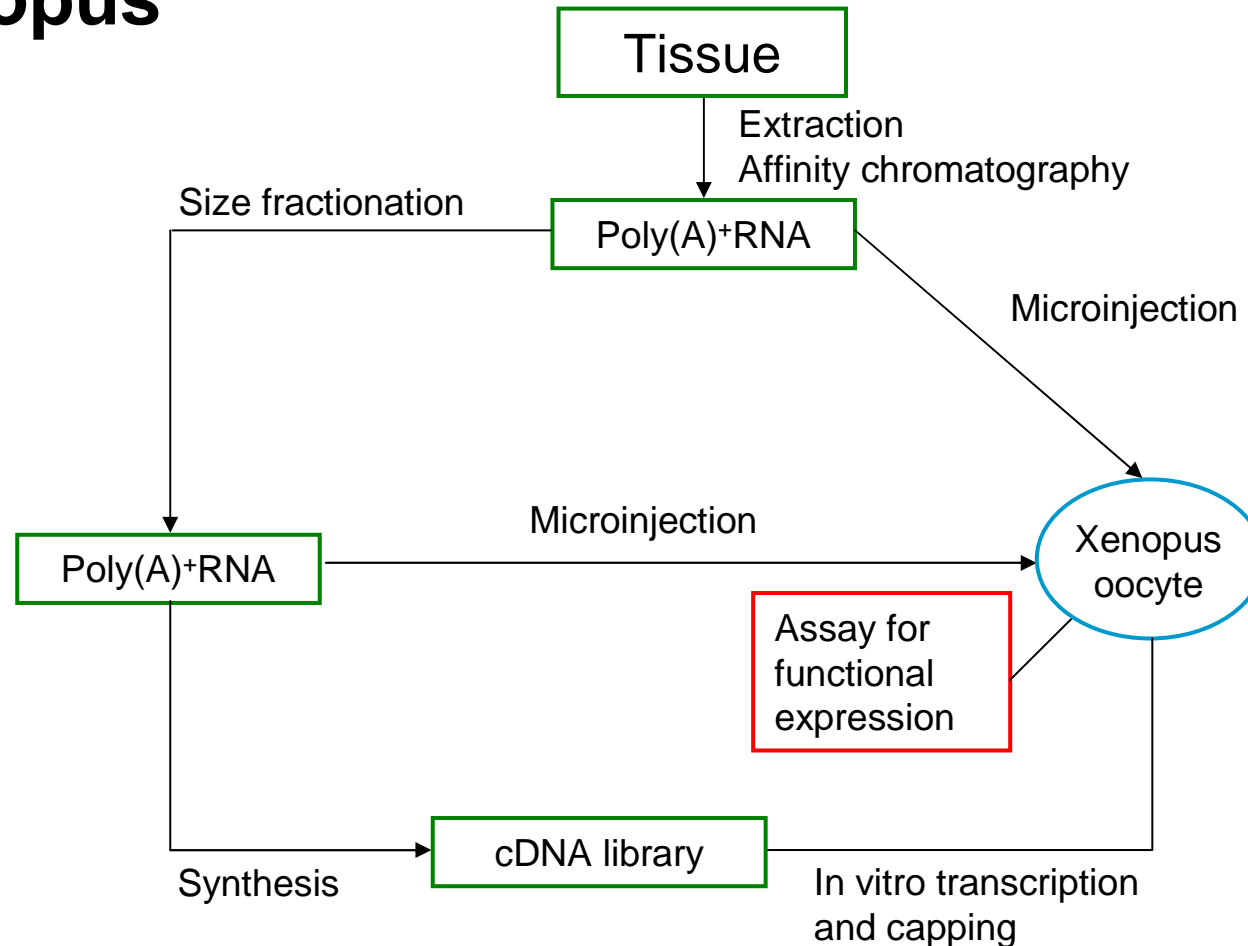 opus
Tissue
Extraction
Affinity chromatography
Size fractionation
Poly(A)⁺RNA
Microinjection
Microinjection
Poly(A)⁺RNA
Xenopus
oocyte
Assay for
functional
expression
cDNA library
Synthesis
In vitro transcription
and capping